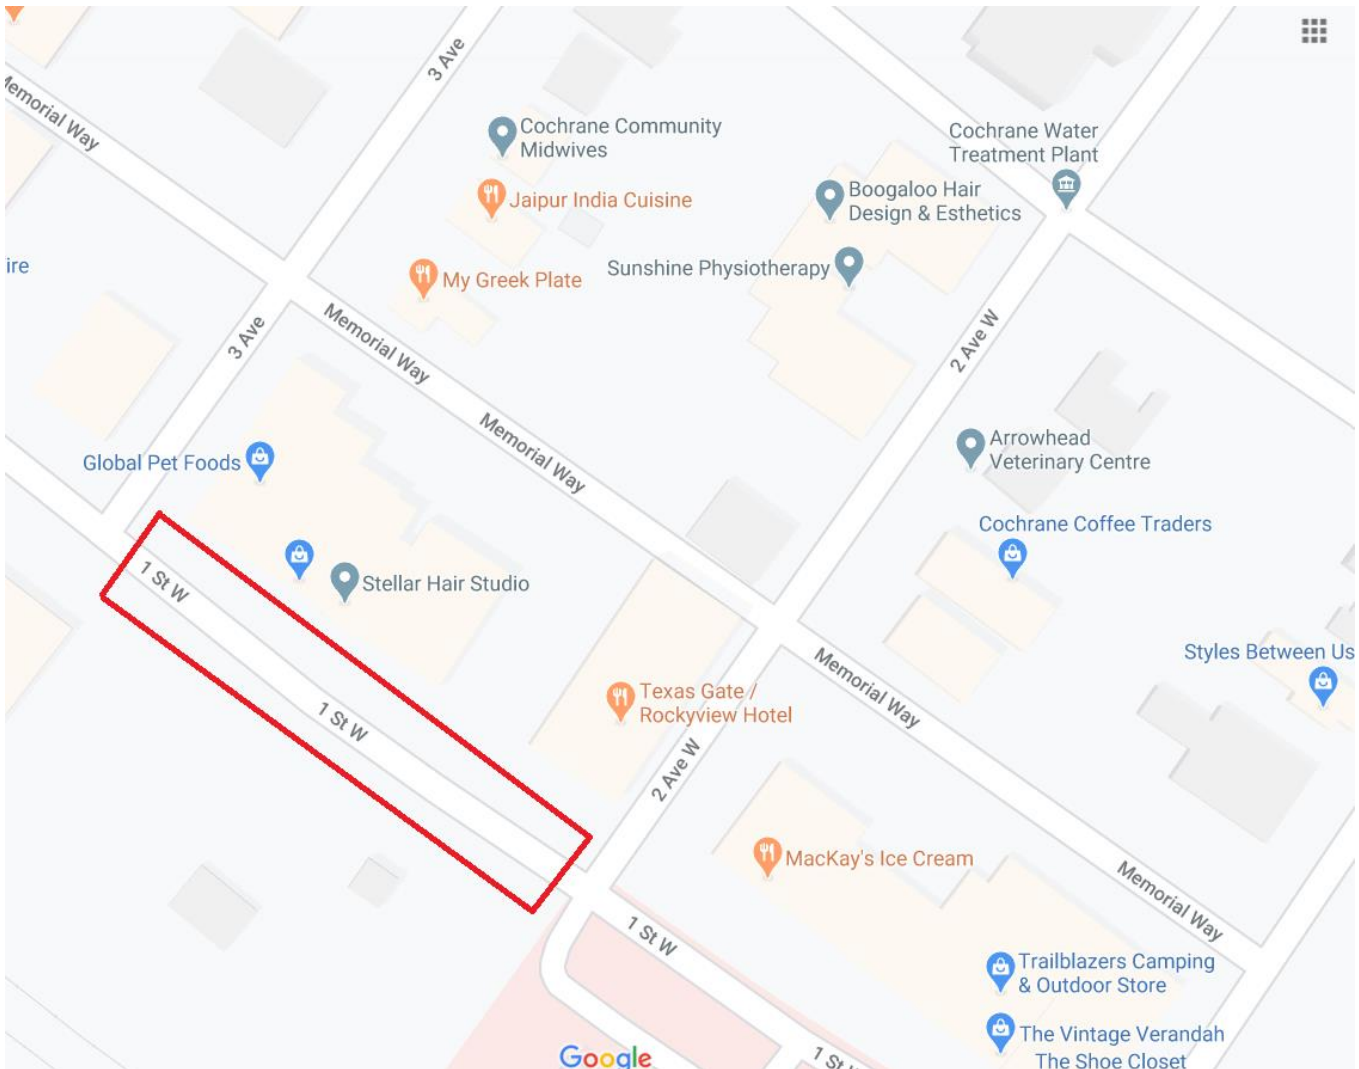 3 Ave
emorial Way
Cochrane Community
Midwives
Cochrane Water
Treatment Plant
Jaipur India Cuisine
Boogaloo Hair
Design & Esthetics
ire
My Greek Plate
Sunshine Physiotherapy
3 Ave
Memorial Way
2 Ave W
Memorial Way
Global Pet Foods
Arrowhead
Veterinary Centre
Cochrane Coffee Traders
1 St W
Stellar Hair Studio
Styles Between Us
Memorial Way
Texas Gate /
Rockyview Hotel
1 St W
2 Ave W
MacKay's Ice Cream
Memorial Way
1 St W
Trailblazers Camping
& Outdoor Store
The Vintage Verandah
The Shoe Closet
1 St
Google